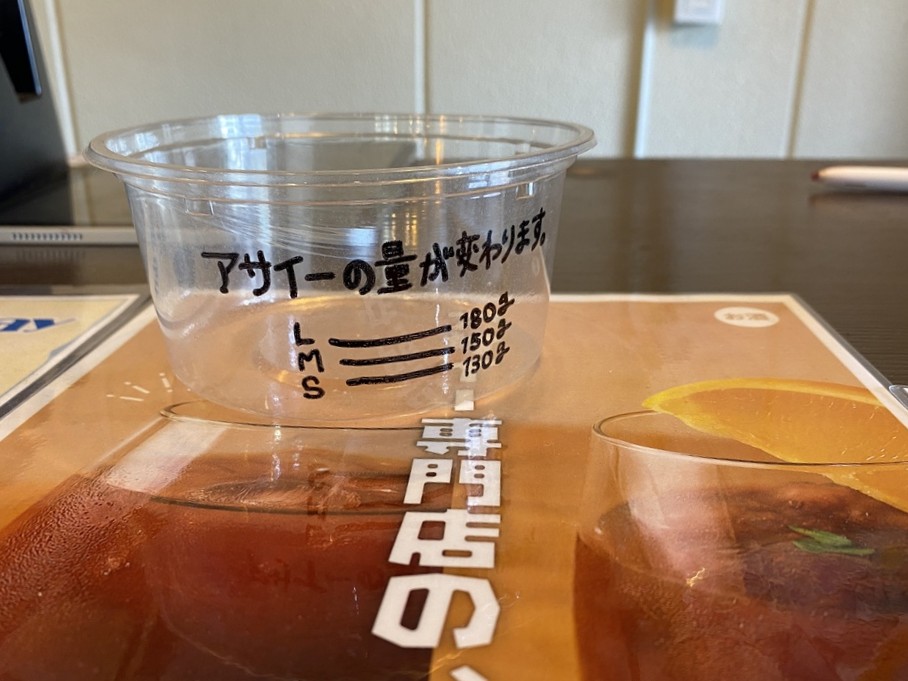 アサイーの量が変わります。
L 180g
M 150g
S 130g
専門店の